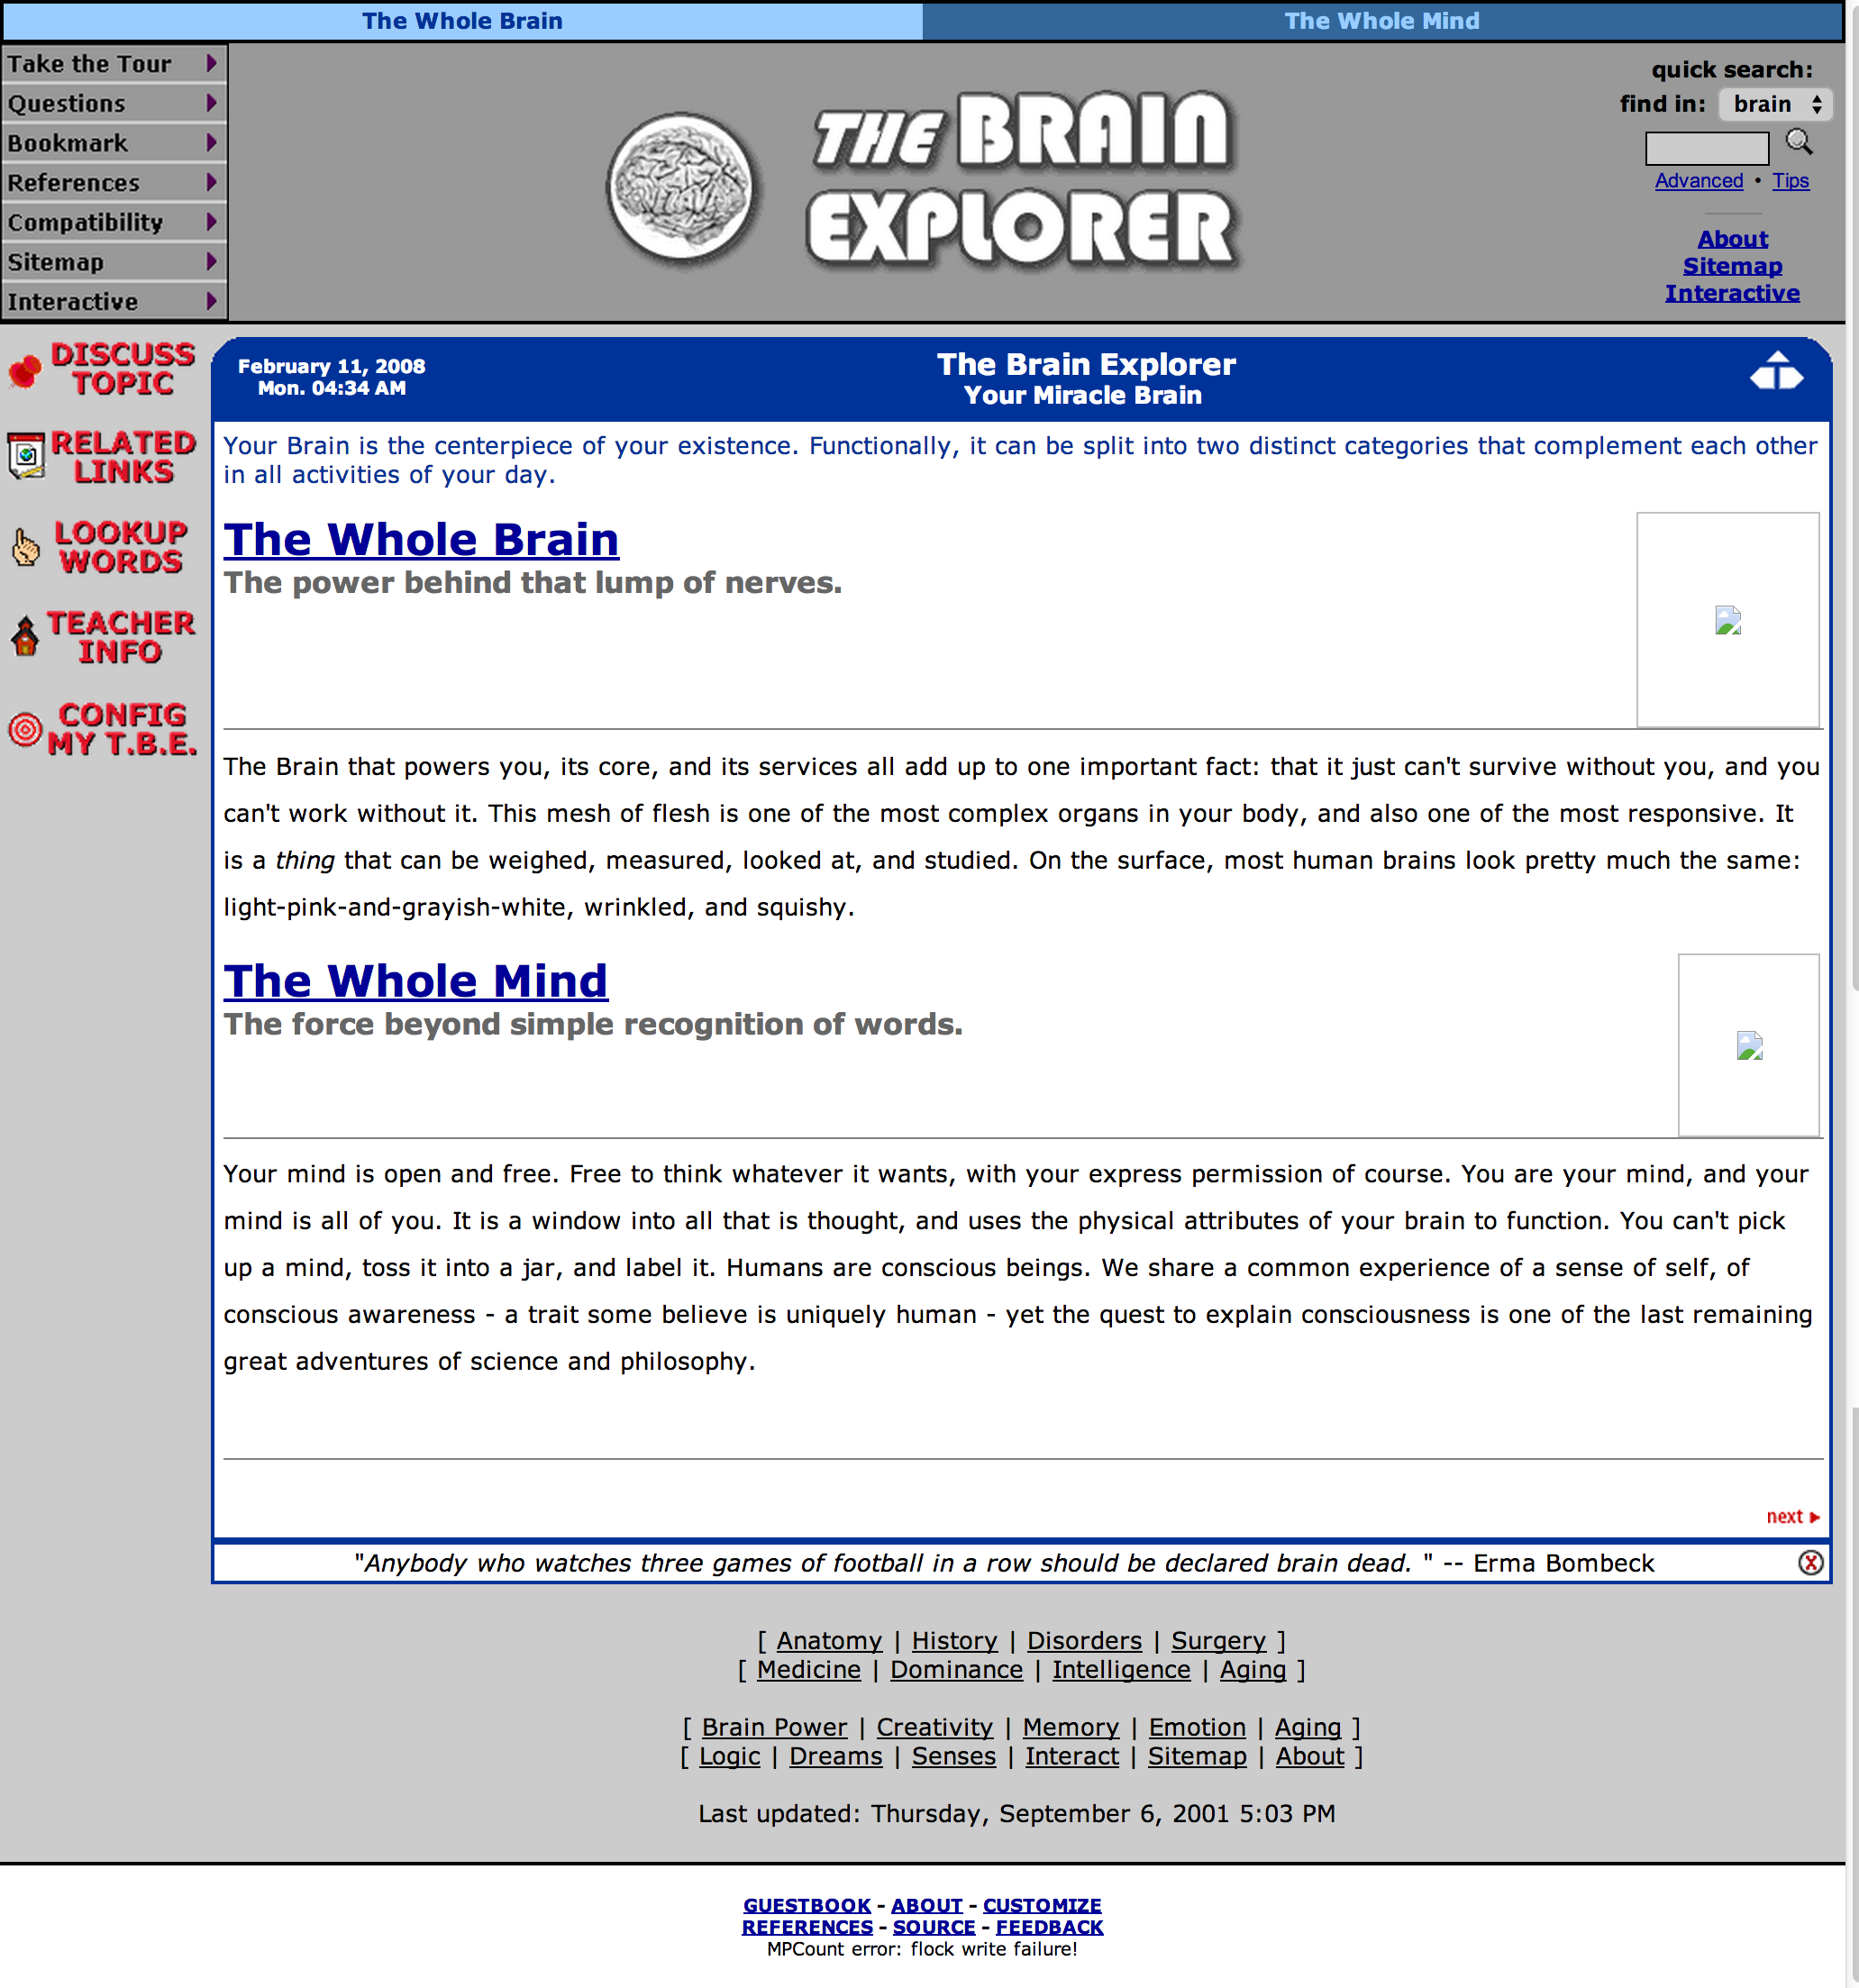 The Whole Brain
The Whole Mind
Take the Tour
Questions
Bookmark
References
Compatibility
Sitemap
Interactive
THE BRAIN
EXPLORER
quick search:
find in: brain
Advanced • Tips
About
Sitemap
Interactive
DISCUSS
TOPIC
RELATED
LINKS
LOOKUP
WORDS
TEACHER
INFO
CONFIG
MY T.B.E.
February 11, 2008
Mon. 04:34 AM
The Brain Explorer
Your Miracle Brain
Your Brain is the centerpiece of your existence. Functionally, it can be split into two distinct categories that complement each other
in all activities of your day.
The Whole Brain
The power behind that lump of nerves.
The Brain that powers you, its core, and its services all add up to one important fact: that it just can't survive without you, and you
can't work without it. This mesh of flesh is one of the most complex organs in your body, and also one of the most responsive. It
is a thing that can be weighed, measured, looked at, and studied. On the surface, most human brains look pretty much the same:
light-pink-and-grayish-white, wrinkled, and squishy.
The Whole Mind
The force beyond simple recognition of words.
Your mind is open and free. Free to think whatever it wants, with your express permission of course. You are your mind, and your
mind is all of you. It is a window into all that is thought, and uses the physical attributes of your brain to function. You can't pick
up a mind, toss it into a jar, and label it. Humans are conscious beings. We share a common experience of a sense of self, of
conscious awareness - a trait some believe is uniquely human - yet the quest to explain consciousness is one of the last remaining
great adventures of science and philosophy.
next
"Anybody who watches three games of football in a row should be declared brain dead. " -- Erma Bombeck
[ Anatomy | History | Disorders | Surgery ]
[ Medicine | Dominance | Intelligence | Aging ]
[ Brain Power | Creativity | Memory | Emotion | Aging ]
[ Logic | Dreams | Senses | Interact | Sitemap | About ]
Last updated: Thursday, September 6, 2001 5:03 PM
GUESTBOOK - ABOUT - CUSTOMIZE
REFERENCES - SOURCE - FEEDBACK
MPCount error: flock write failure!